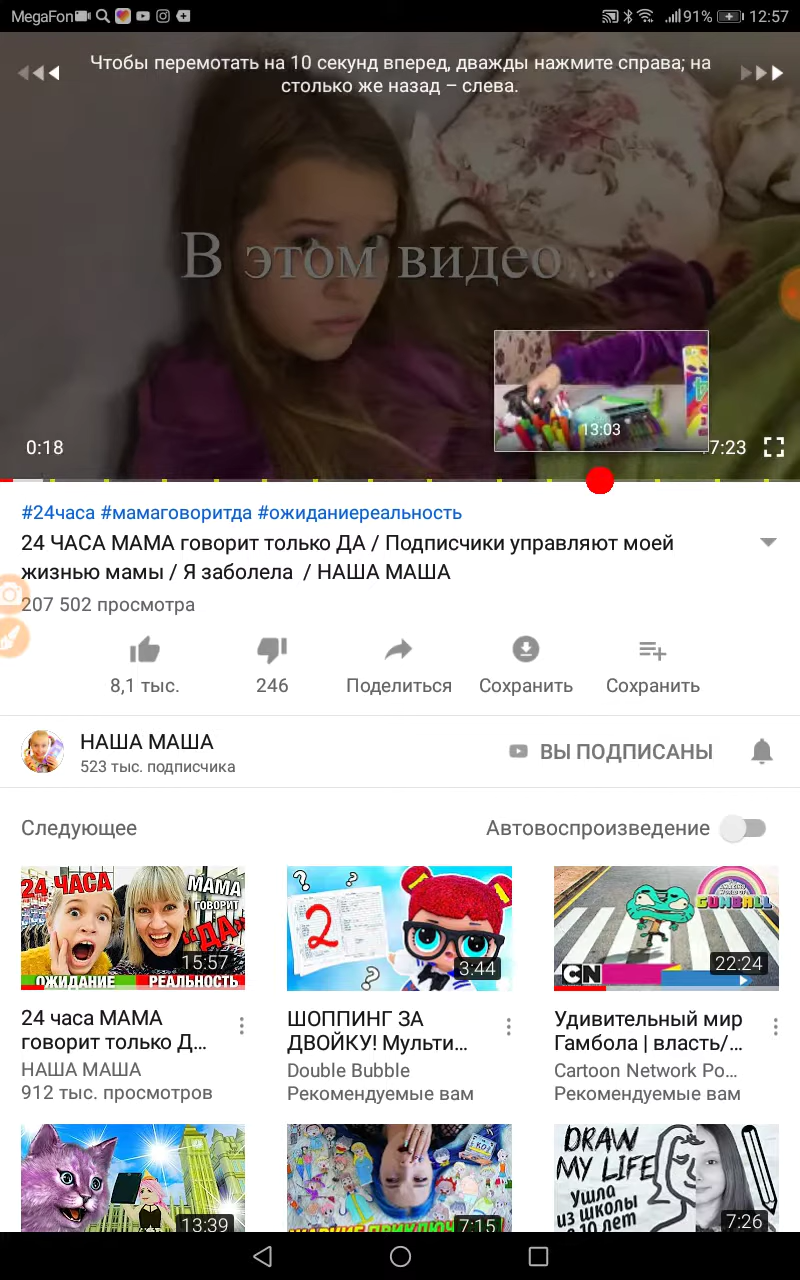 MegaFon
91%
12:57
Чтобы перемотать на 10 секунд вперед, дважды нажмите справа; на
столько же назад – слева.
В этом видео ...
13:03
0:18
7:23
#24часа #мамаговоритда #ожиданиереальность
24 ЧАСА МАМА говорит только ДА / Подписчики управляют моей
жизнью мамы / Я заболела / НАША МАША
207 502 просмотра
8,1 тыс.
246
Поделиться
Сохранить
Сохранить
НАША МАША
523 тыс. подписчика
ВЫ ПОДПИСАНЫ
Следующее
Автовоспроизведение
24 ЧАСА
МАМА
ГОВОРИТ
"ДА"
15:57
ОЖИДАНИЕ
РЕАЛЬНОСТЬ
24 часа МАМА
говорит только Д...
НАША МАША
912 тыс. просмотров
? ? ?
2
3:44
ШОППИНГ ЗА
ДВОЙКУ! Мульти...
Double Bubble
Рекомендуемые вам
GUMBALL
CN
22:24
Удивительный мир
Гамбола | власть/...
Cartoon Network Po...
Рекомендуемые вам
13:39
7:15
DRAW
MY LIFE
Ушла
из школы
в 10 лет
7:26